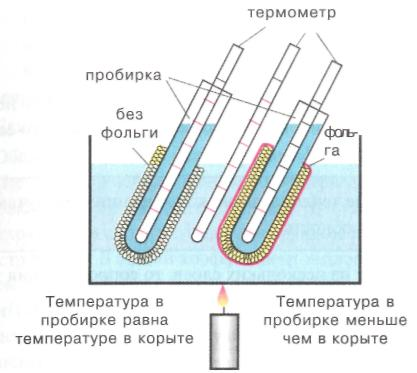 термометр
пробирка
без
фольги
фоль-
га
Температура в
пробирке равна
температуре в корыте
Температура в
пробирке меньше
чем в корыте